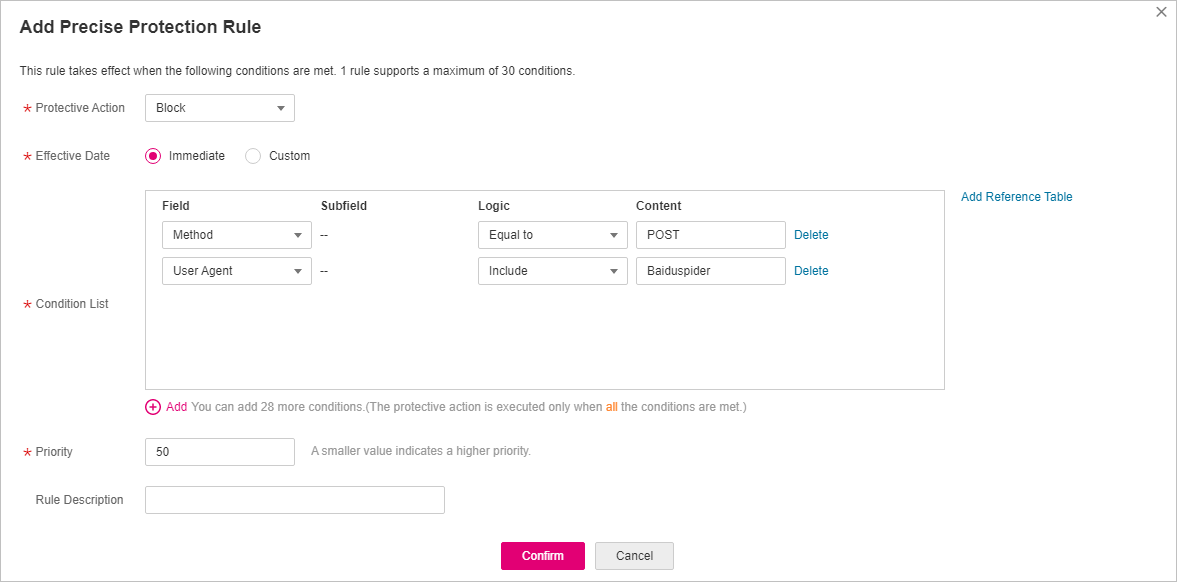 Add Precise Protection Rule
This rule takes effect when the following conditions are met. 1 rule supports a maximum of 30 conditions.
* Protective Action Block
* Effective Date Immediate Custom
Add Reference Table
Field Subfield Logic Content
Method -- Equal to POST Delete
User Agent -- Include Baiduspider Delete
* Condition List
Add You can add 28 more conditions.(The protective action is executed only when all the conditions are met.)
* Priority 50 A smaller value indicates a higher priority.
Rule Description
Confirm Cancel